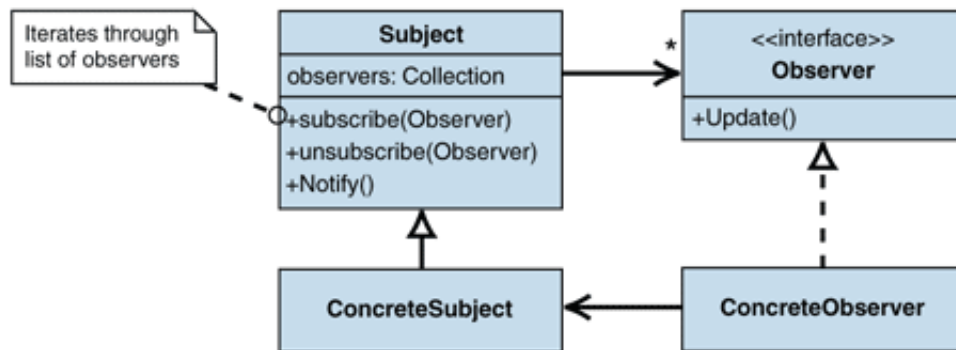 Iterates through
list of observers
Subject
observers: Collection
+subscribe(Observer)
+unsubscribe(Observer)
+Notify()
*
<<interface>>
Observer
+Update()
ConcreteSubject
ConcreteObserver